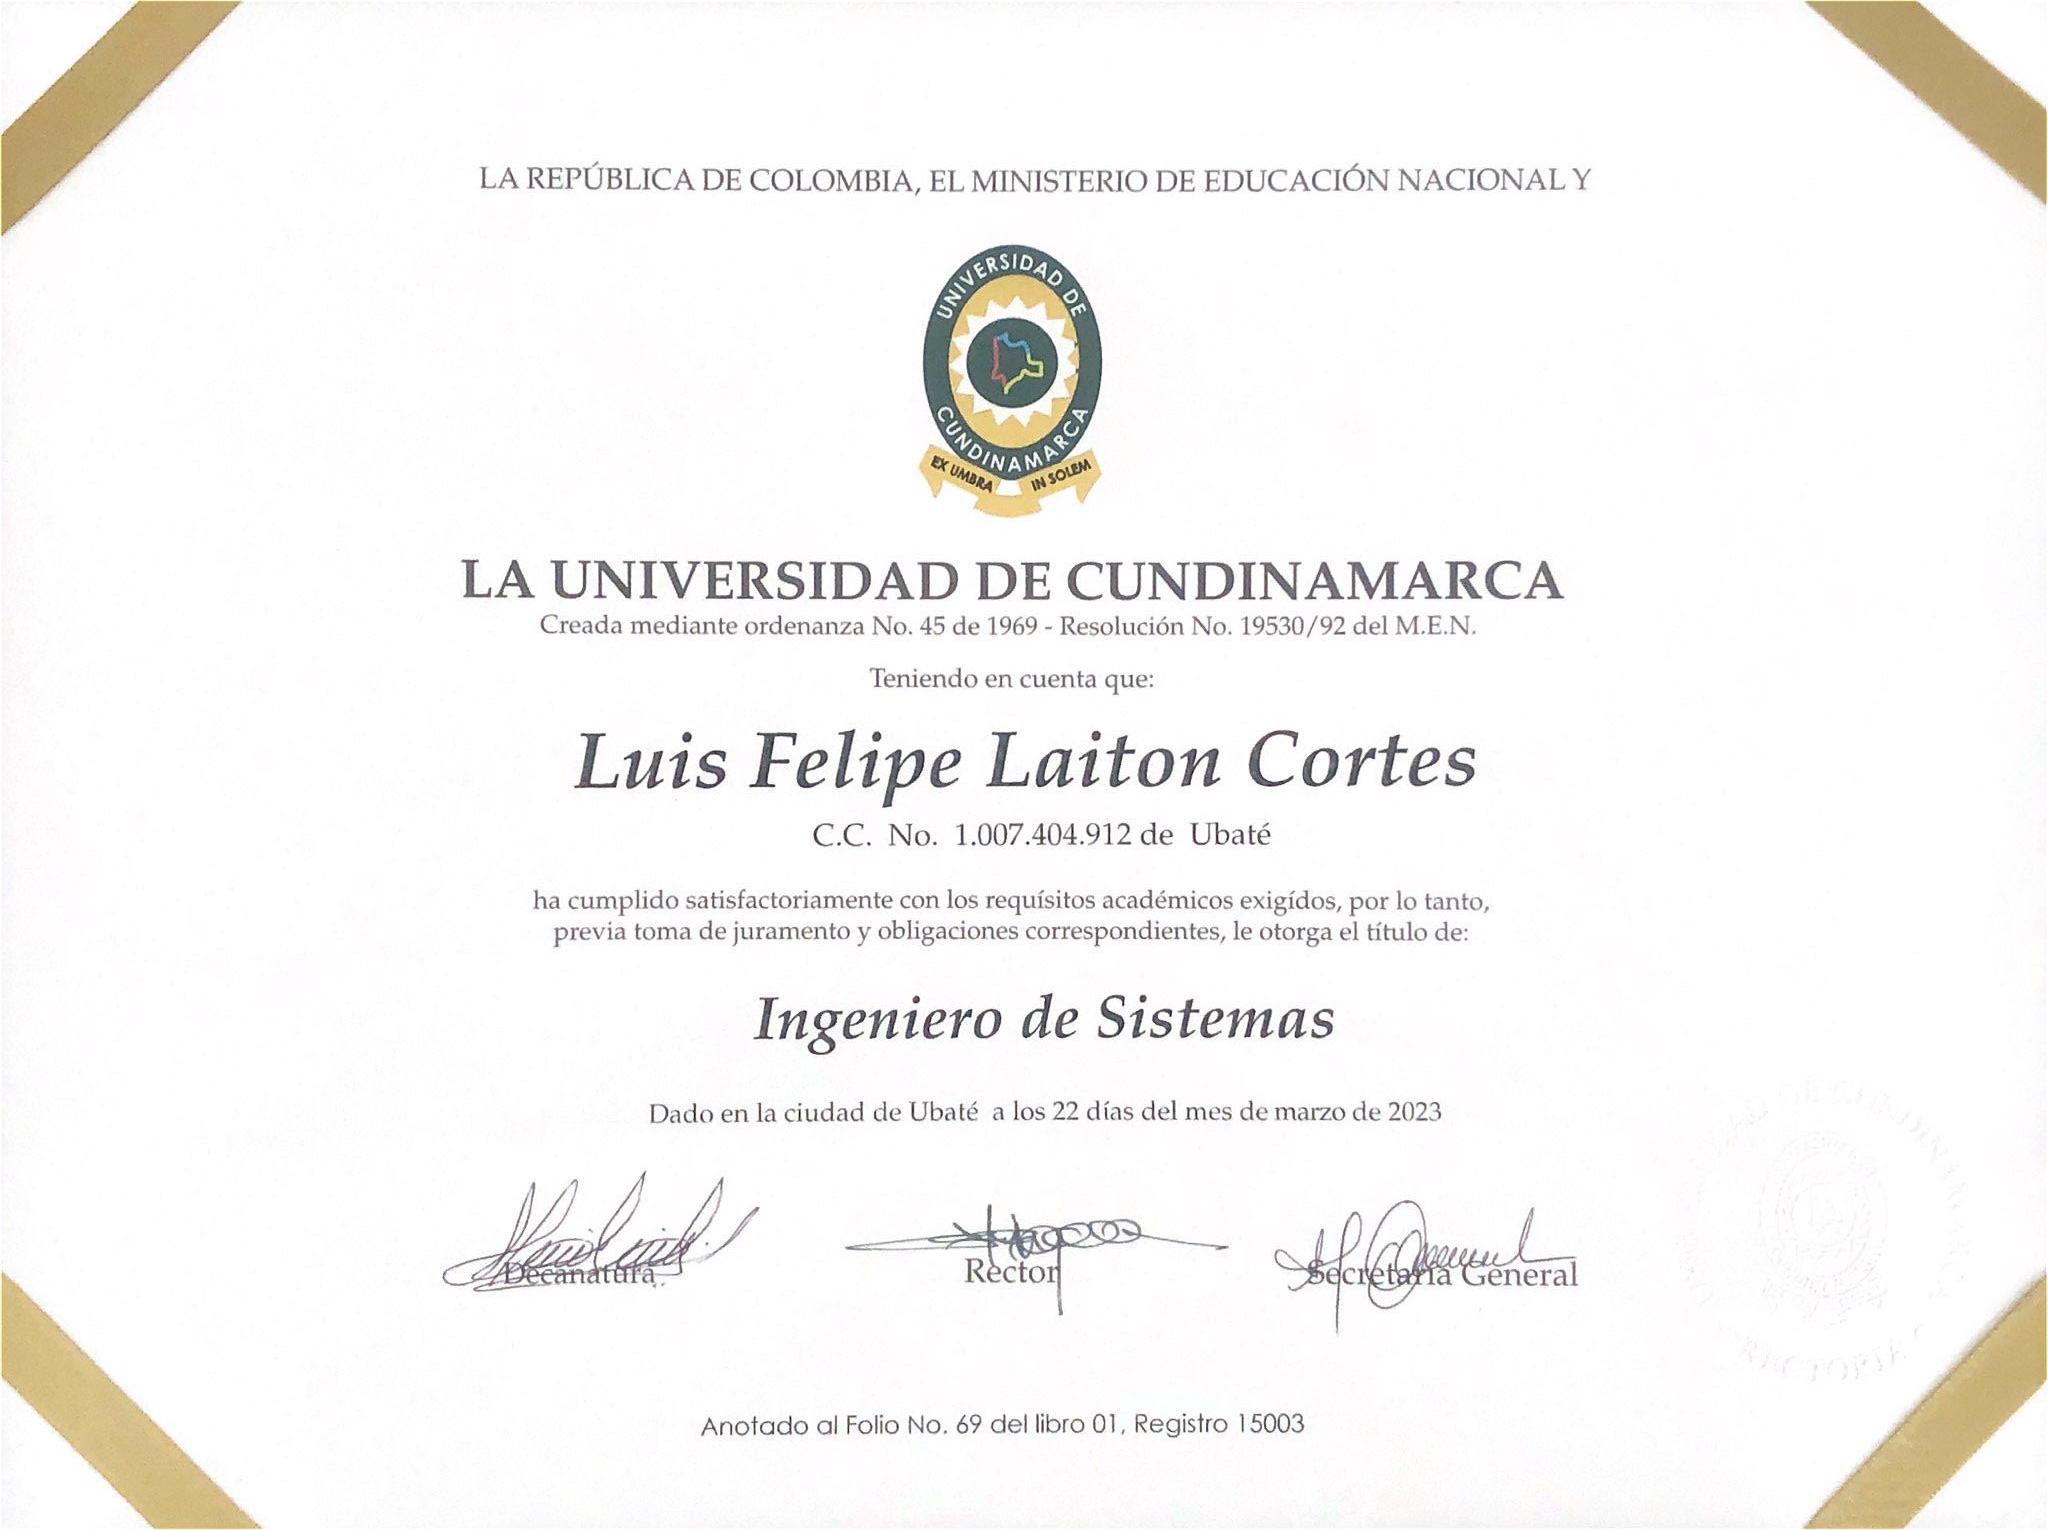 LA REPÚBLICA DE COLOMBIA, EL MINISTERIO DE EDUCACIÓN NACIONAL Y
UNIVERSIDAD DE
CUNDINAMARCA
EX UMBRA IN SOLEM
LA UNIVERSIDAD DE CUNDINAMARCA
Creada mediante ordenanza No. 45 de 1969 - Resolución No. 19530/92 del M.E.N.
Teniendo en cuenta que:
Luis Felipe Laiton Cortes
C.C. No. 1.007.404.912 de Ubaté
ha cumplido satisfactoriamente con los requísitos académicos exigídos, por lo tanto,
previa toma de juramento y obligaciones correspondientes, le otorga el título de:
Ingeniero de Sistemas
Dado en la ciudad de Ubaté a los 22 días del mes de marzo de 2023
Decanatura
Rector
Secretaria General
RECTORIA
Anotado al Folio No. 69 del libro 01, Registro 15003